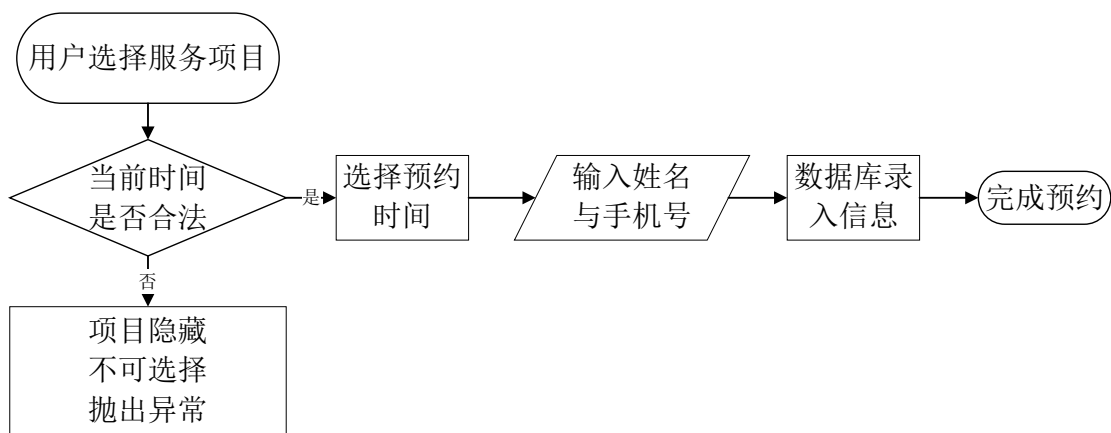 用户选择服务项目
当前时间
是否合法
是
选择预约
时间
输入姓名
与手机号
数据库录
入信息
完成预约
否
项目隐藏
不可选择
抛出异常